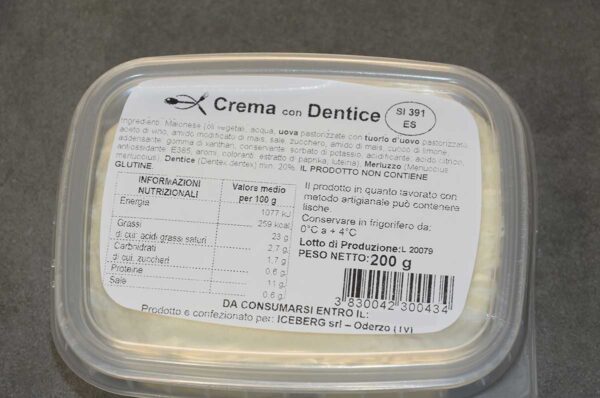 Crema con Dentice
SI 391
ES
Ingredienti: Maionese (oli vegetali, acqua, uova pastorizzate con tuorlo d'uovo pastorizzato,
aceto di vino, amido modificato di mais, sale, zucchero, amido di mais, succo di limone,
addensante: gomma di xanthan, conservante: sorbato di potassio, acidificante: acido citrico,
antiossidante: E385, aromi, coloranti: estratto di paprika, luteina), Merluzzo (Merluccius
merluccius), Dentice (Dentex dentex) min. 20%. IL PRODOTTO NON CONTIENE
GLUTINE.
INFORMAZIONI
NUTRIZIONALI
Valore medio
per 100 g
Energia
1077 kJ
259 kcal
Grassi
23 g
di cui: acidi grassi saturi
2,7 g
Carboidrati
1,7 g
di cui: zuccheri
0,6 g
Proteine
11 g
Sale
0,6 g
Il prodotto in quanto lavorato con
metodo artigianale può contenere
lische.
Conservare in frigorifero da:
0°C a + 4°C
Lotto di Produzione:L 20079
PESO NETTO:200 g
3 830042 300434
DA CONSUMARSI ENTRO IL:
Prodotto e confezionato per: ICEBERG srl – Oderzo (TV)